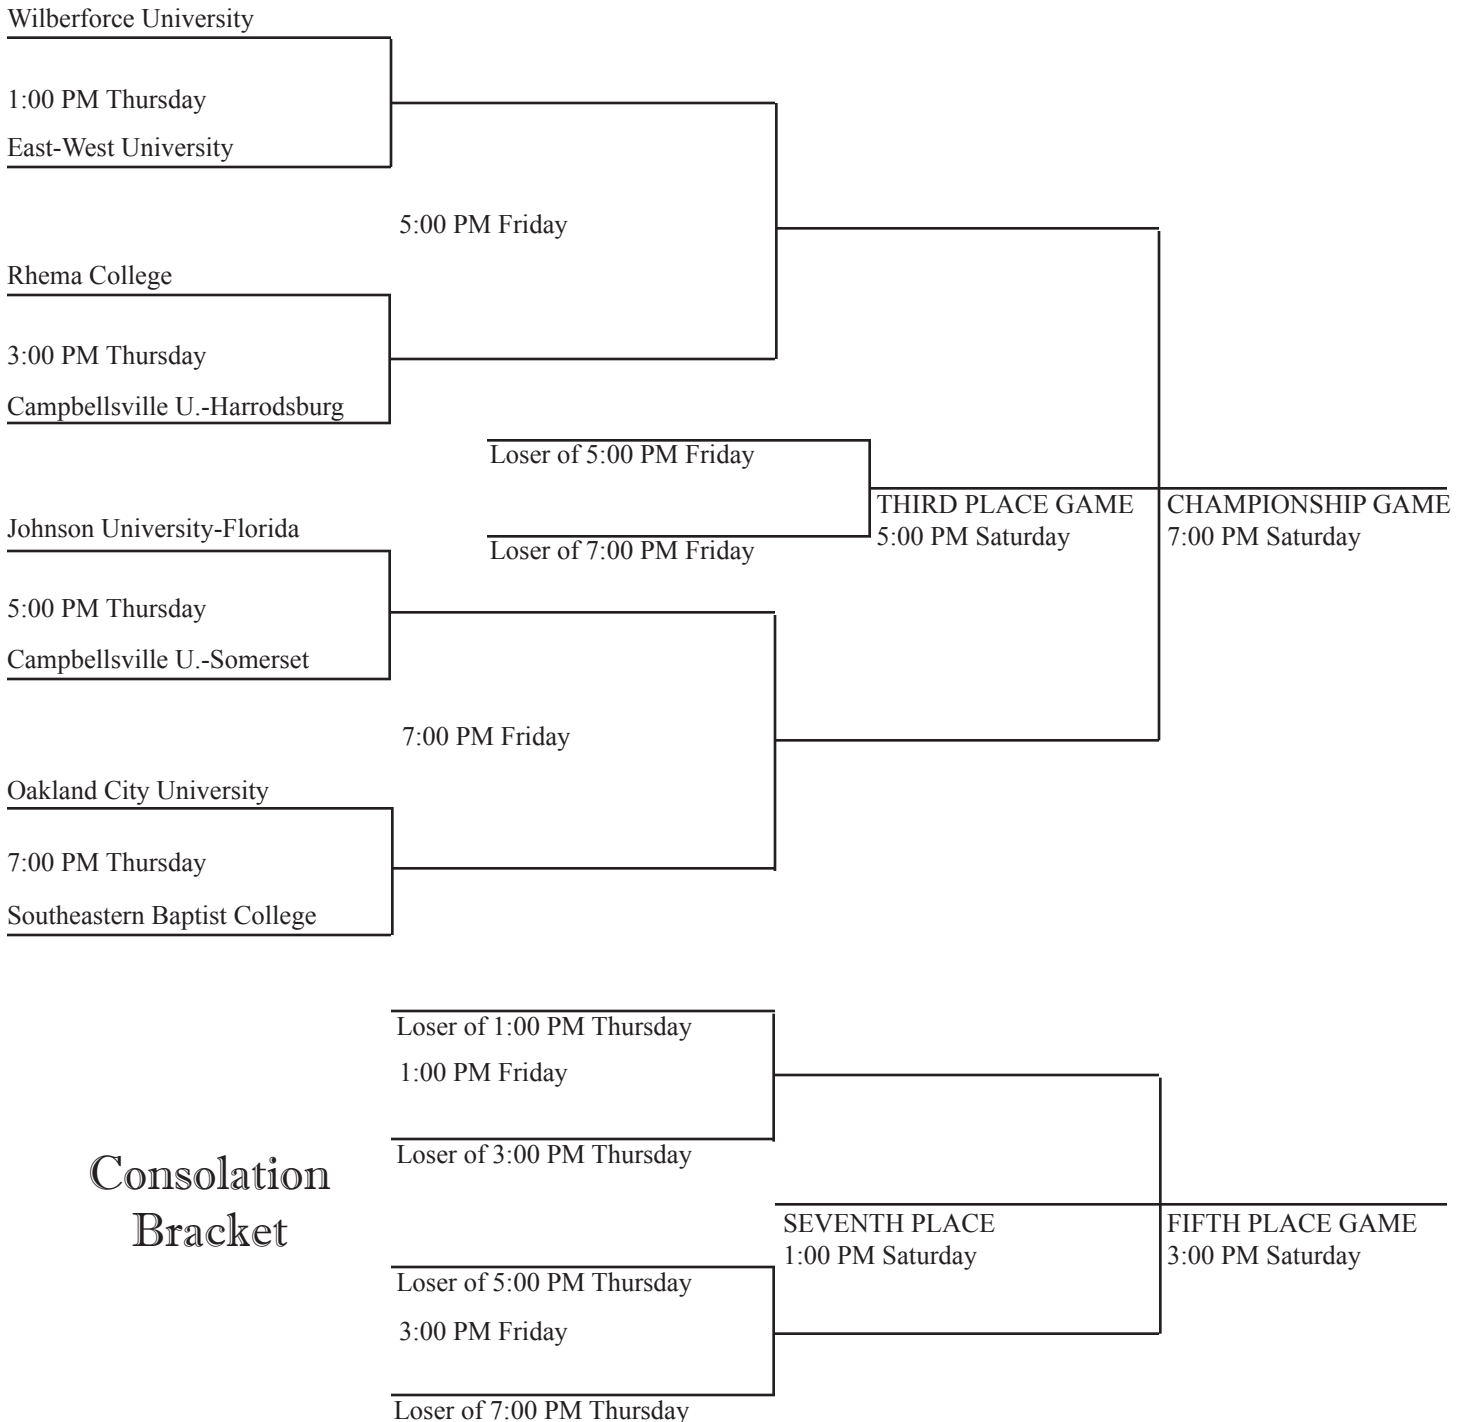 Wilberforce University
1:00 PM Thursday
East-West University
5:00 PM Friday
Rhema College
3:00 PM Thursday
Campbellsville U.-Harrodsburg
Loser of 5:00 PM Friday
THIRD PLACE GAME
5:00 PM Saturday
CHAMPIONSHIP GAME
7:00 PM Saturday
Loser of 7:00 PM Friday
Johnson University-Florida
5:00 PM Thursday
Campbellsville U.-Somerset
7:00 PM Friday
Oakland City University
7:00 PM Thursday
Southeastern Baptist College
Consolation
Bracket
Loser of 1:00 PM Thursday
1:00 PM Friday
Loser of 3:00 PM Thursday
SEVENTH PLACE
1:00 PM Saturday
FIFTH PLACE GAME
3:00 PM Saturday
Loser of 5:00 PM Thursday
3:00 PM Friday
Loser of 7:00 PM Thursday